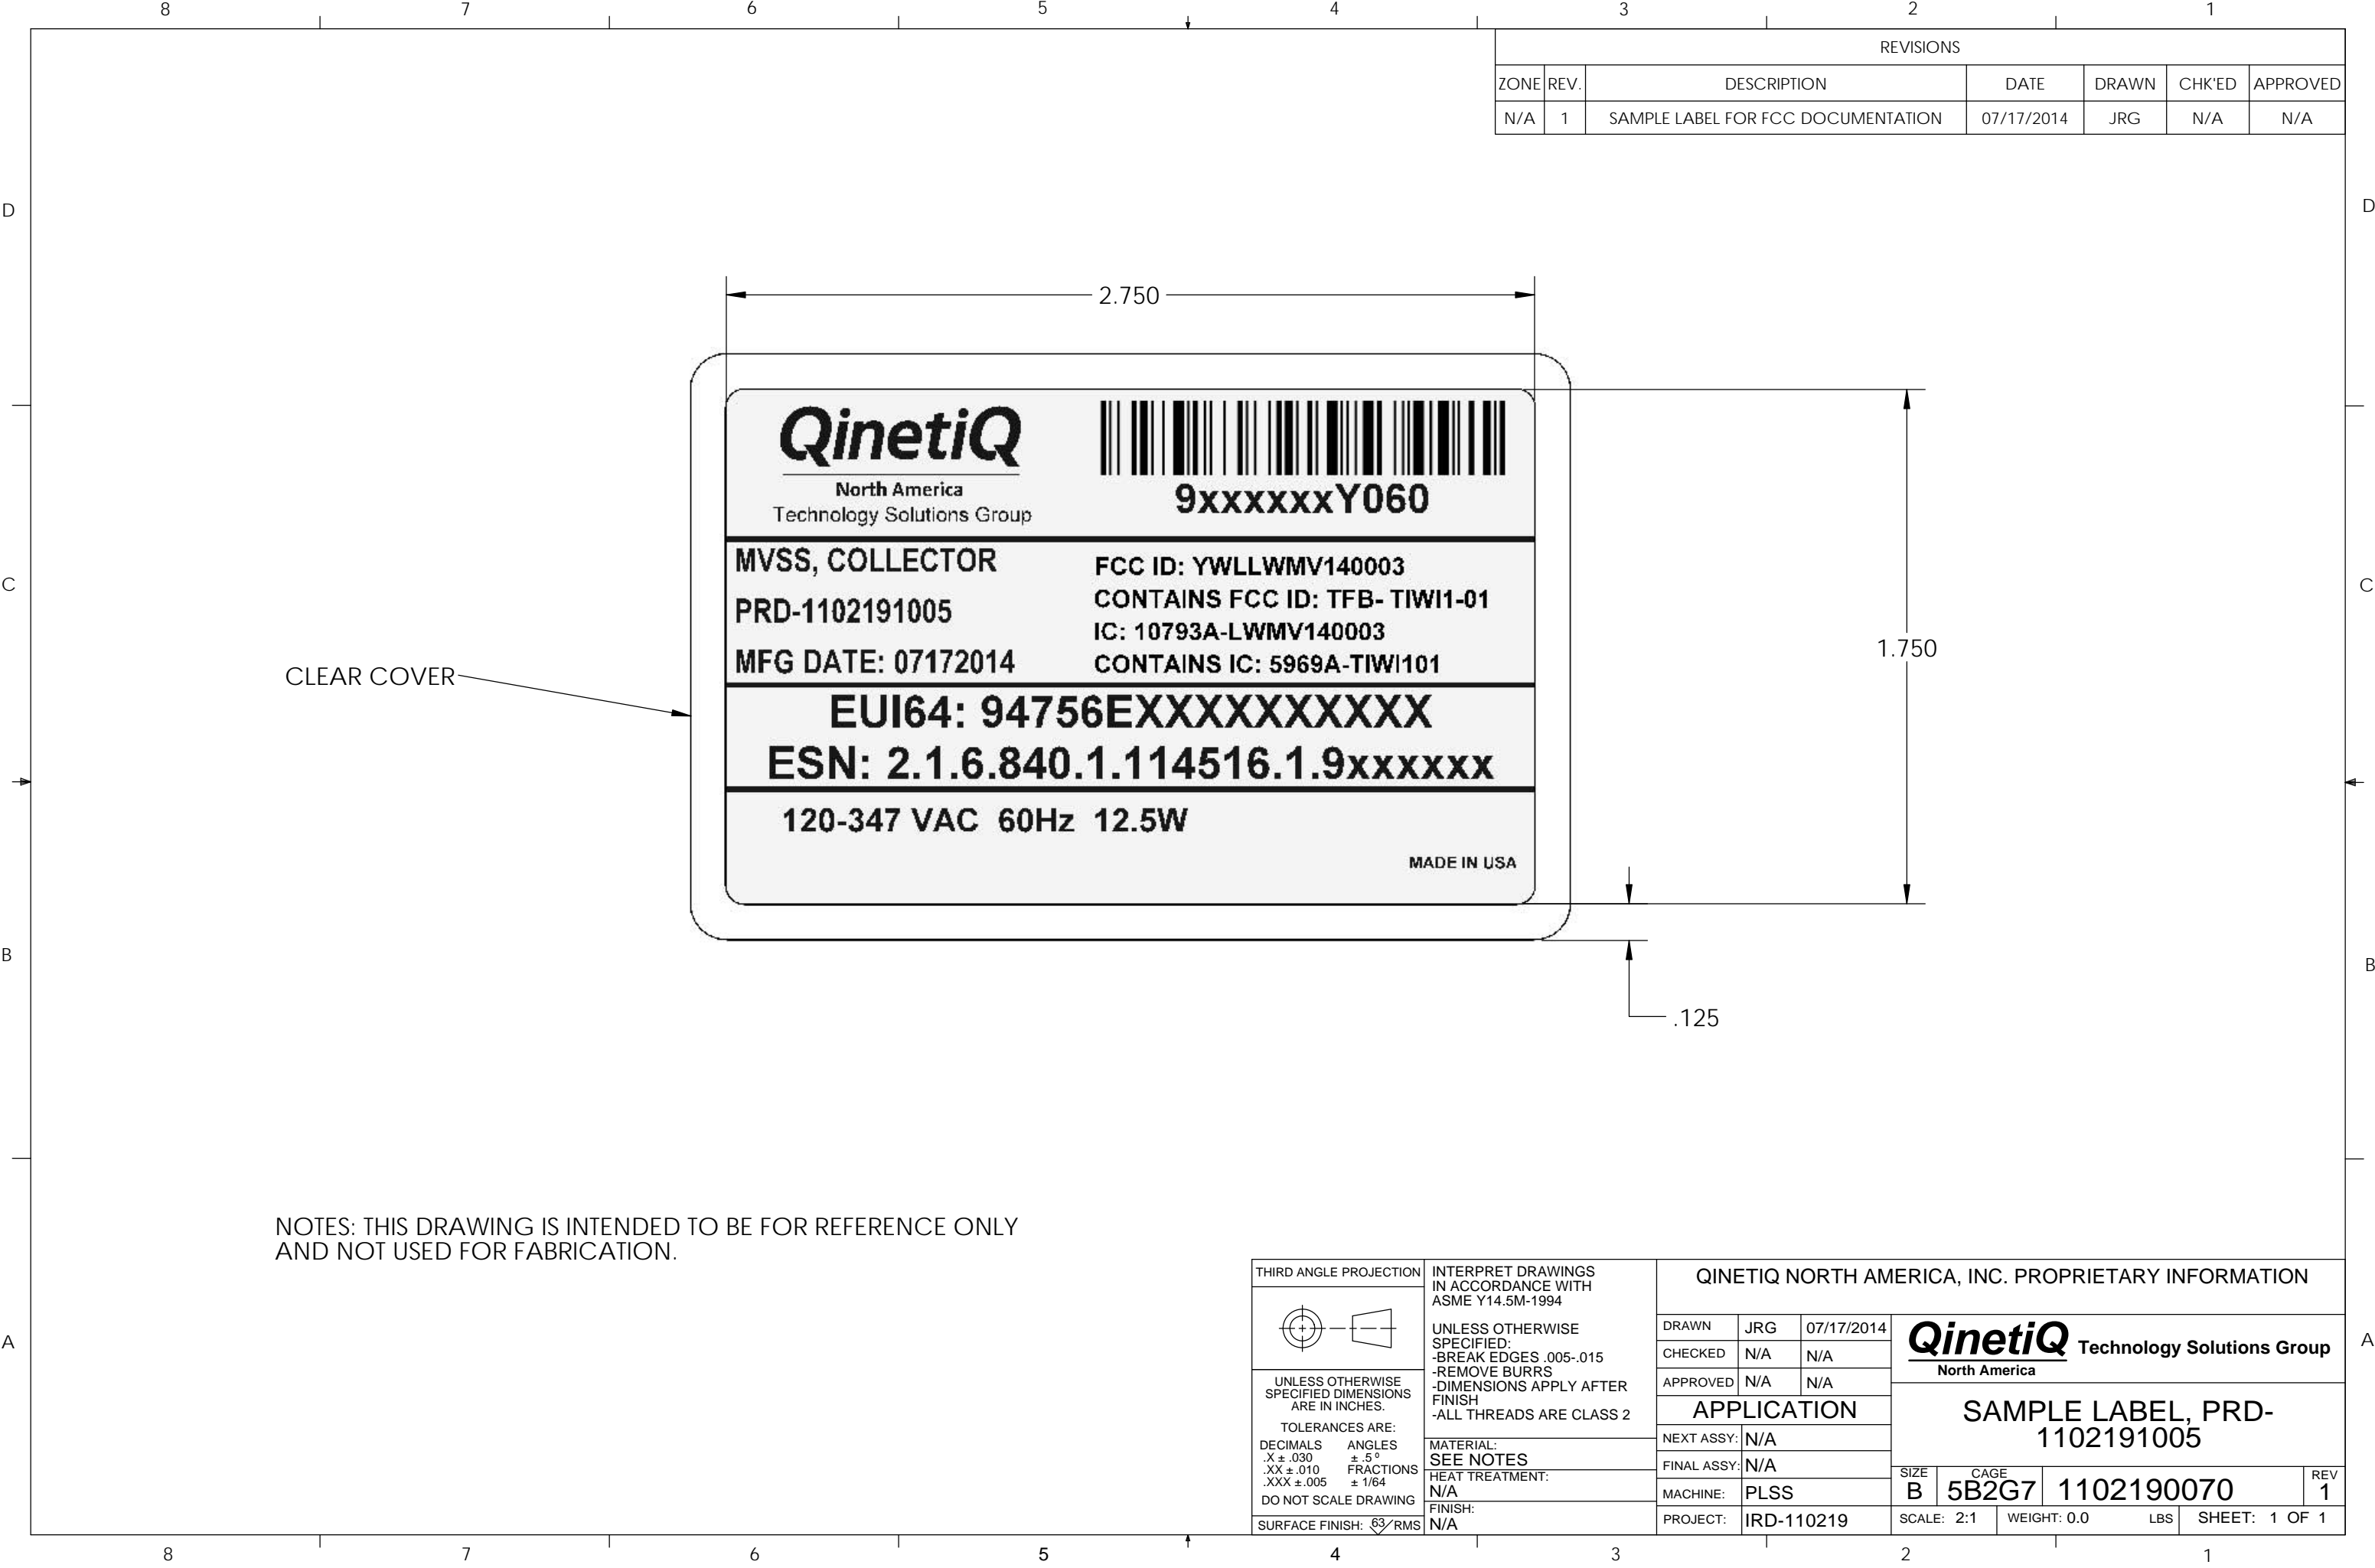 8 7 6 5 4 3 2 1
REVISIONS
ZONE REV. DESCRIPTION DATE DRAWN CHK'ED APPROVED
N/A 1 SAMPLE LABEL FOR FCC DOCUMENTATION 07/17/2014 JRG N/A N/A
D D
2.750
QinetiQ
North America
Technology Solutions Group
9xxxxxxY060
MVSS, COLLECTOR
PRD-1102191005
MFG DATE: 07172014
FCC ID: YWLLWMV140003
CONTAINS FCC ID: TFB- TIWI1-01
IC: 10793A-LWMV140003
CONTAINS IC: 5969A-TIWI101
C C
1.750
CLEAR COVER
EUI64: 94756EXXXXXXXXXX
ESN: 2.1.6.840.1.114516.1.9xxxxxx
120-347 VAC 60Hz 12.5W
MADE IN USA
B B
.125
NOTES: THIS DRAWING IS INTENDED TO BE FOR REFERENCE ONLY
AND NOT USED FOR FABRICATION.
A A
THIRD ANGLE PROJECTION
UNLESS OTHERWISE
SPECIFIED DIMENSIONS
ARE IN INCHES.
TOLERANCES ARE:
DECIMALS ANGLES
.X ± .030 ± .5°
.XX ± .010 FRACTIONS
.XXX ± .005 ± 1/64
DO NOT SCALE DRAWING
SURFACE FINISH: 63 RMS
INTERPRET DRAWINGS
IN ACCORDANCE WITH
ASME Y14.5M-1994
UNLESS OTHERWISE
SPECIFIED:
-BREAK EDGES .005-.015
-REMOVE BURRS
-DIMENSIONS APPLY AFTER
FINISH
-ALL THREADS ARE CLASS 2
MATERIAL:
SEE NOTES
HEAT TREATMENT:
N/A
FINISH:
N/A
QINETIQ NORTH AMERICA, INC. PROPRIETARY INFORMATION
DRAWN JRG 07/17/2014
CHECKED N/A N/A
APPROVED N/A N/A
APPLICATION
NEXT ASSY: N/A
FINAL ASSY: N/A
MACHINE: PLSS
PROJECT: IRD-110219
QinetiQ Technology Solutions Group
North America
SAMPLE LABEL, PRD-
1102191005
SIZE CAGE REV
B 5B2G7 1102190070 1
SCALE: 2:1 WEIGHT: 0.0 LBS SHEET: 1 OF 1
8 7 6 5 4 3 2 1